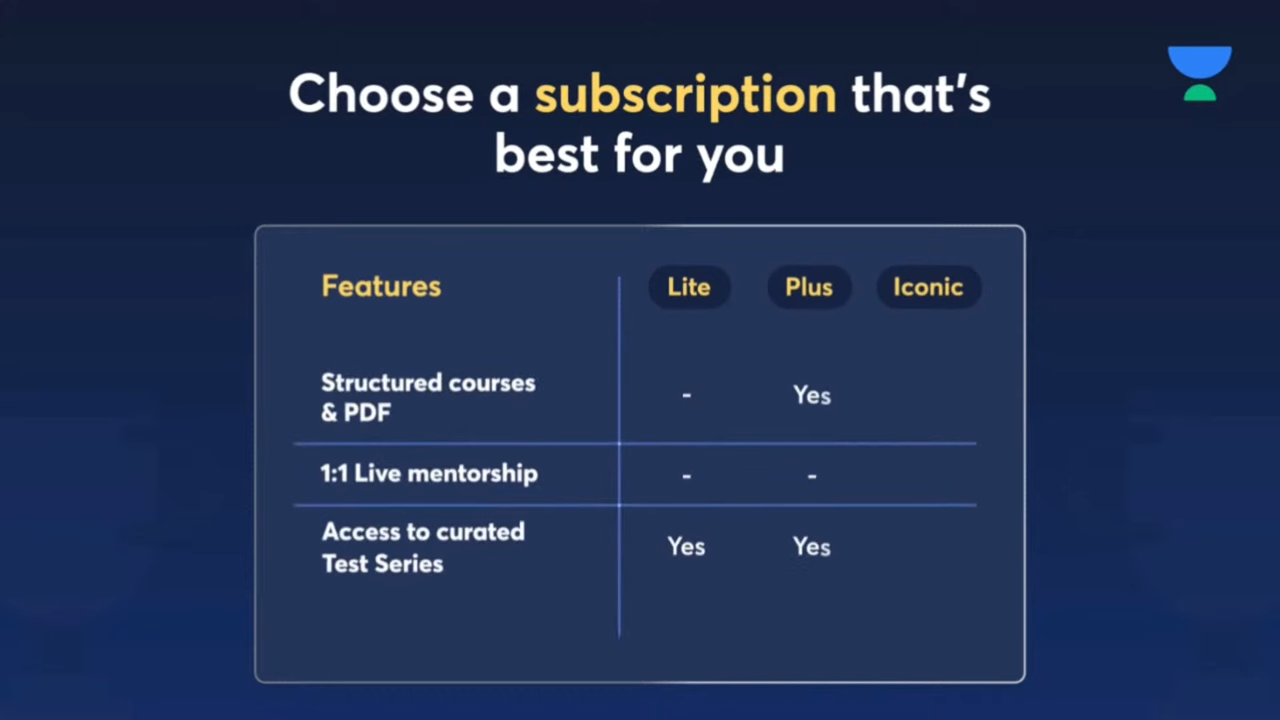 Choose a subscription that's
best for you
Features Lite Plus Iconic
Structured courses
& PDF - Yes
1:1 Live mentorship - -
Access to curated
Test Series Yes Yes